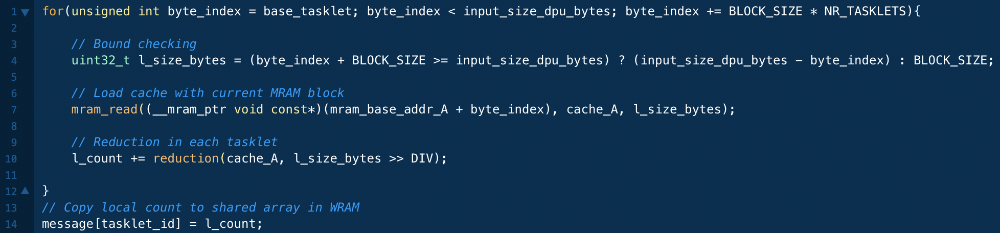 1 for(unsigned int byte_index = base_tasklet; byte_index < input_size_dpu_bytes; byte_index += BLOCK_SIZE * NR_TASKLETS){
2
3     // Bound checking
4     uint32_t l_size_bytes = (byte_index + BLOCK_SIZE >= input_size_dpu_bytes) ? (input_size_dpu_bytes - byte_index) : BLOCK_SIZE;
5
6     // Load cache with current MRAM block
7     mram_read((__mram_ptr void const*)(mram_base_addr_A + byte_index), cache_A, l_size_bytes);
8
9     // Reduction in each tasklet
10     l_count += reduction(cache_A, l_size_bytes >> DIV);
11
12 }
13 // Copy local count to shared array in WRAM
14 message[tasklet_id] = l_count;